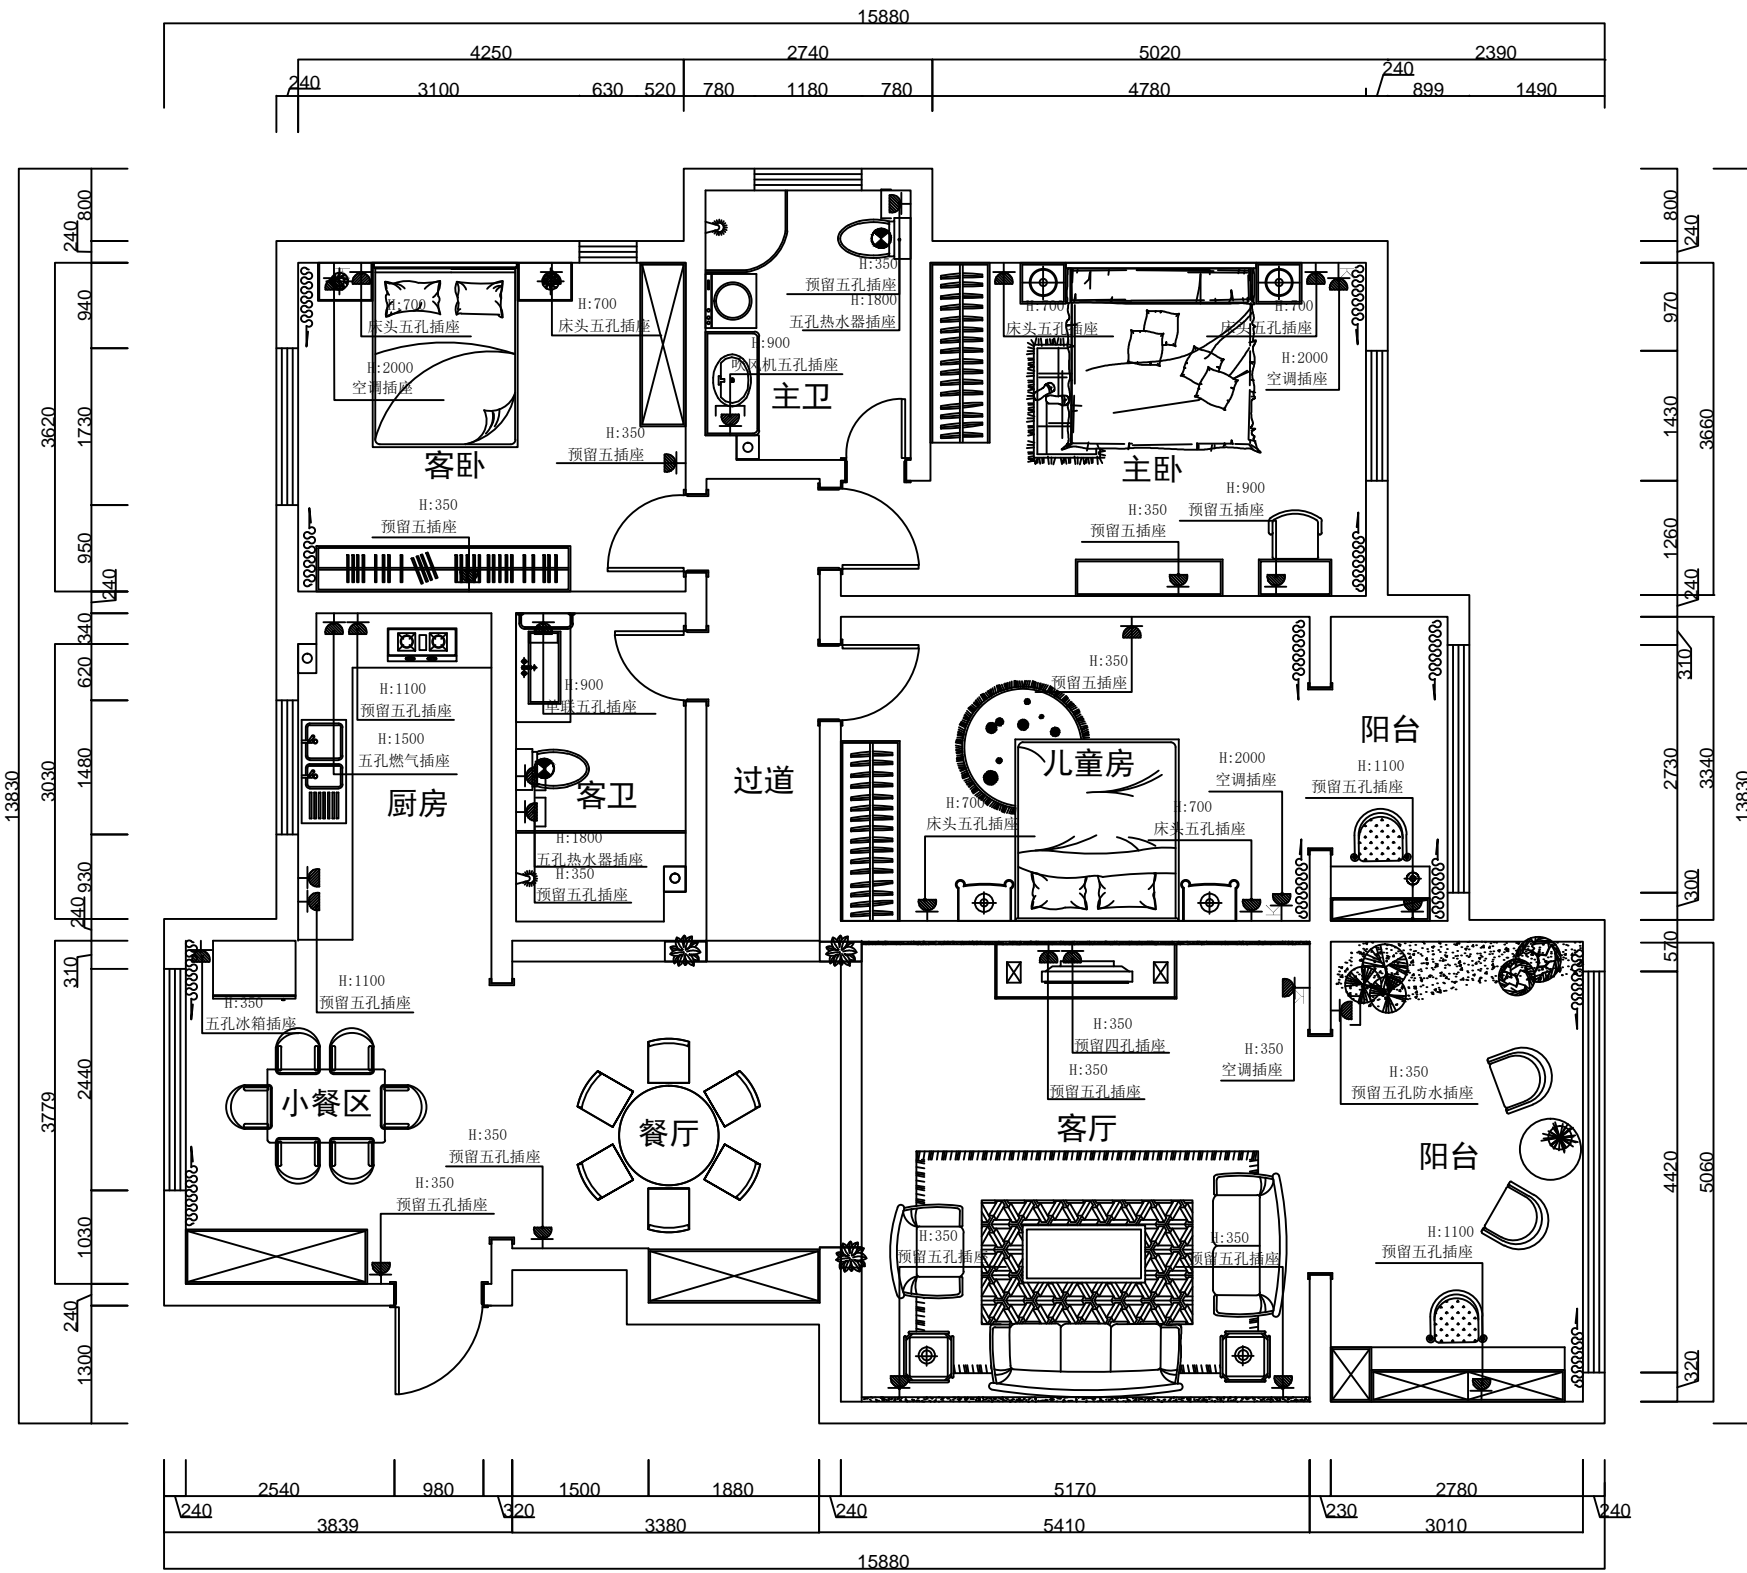 15880
4250
2740
5020
2390
240
3100
630
520
780
1180
780
4780
240
899
1490
13830
800
240
940
3620
1730
950
240
340
620
3030
1480
930
240
310
3779
2440
1030
240
1300
H:700
床头五孔插座
H:700
床头五孔插座
H:2000
空调插座
H:350
预留五插座
客卧
H:350
预留五插座
H:350
预留五孔插座
H:1800
五孔热水器插座
H:900
吹风机五孔插座
主卫
H:700
床头五孔插座
H:700
床头五孔插座
H:2000
空调插座
主卧
H:350
预留五插座
H:900
预留五插座
H:1100
预留五孔插座
H:1500
五孔燃气插座
厨房
H:900
单联五孔插座
客卫
H:1800
五孔热水器插座
H:350
预留五孔插座
过道
H:350
预留五插座
儿童房
H:2000
空调插座
H:700
床头五孔插座
H:700
床头五孔插座
阳台
H:1100
预留五孔插座
H:1100
预留五孔插座
H:350
五孔冰箱插座
小餐区
H:350
预留五孔插座
H:350
预留五孔插座
餐厅
H:350
预留四孔插座
H:350
预留五孔插座
H:350
空调插座
客厅
H:350
预留五孔插座
H:350
预留五孔插座
H:350
预留五孔防水插座
阳台
H:1100
预留五孔插座
800
240
970
1430
3660
1260
240
310
2730
3340
300
570
4420
5060
320
13830
2540
980
1500
1880
5170
2780
240
320
240
230
240
3839
3380
5410
3010
15880